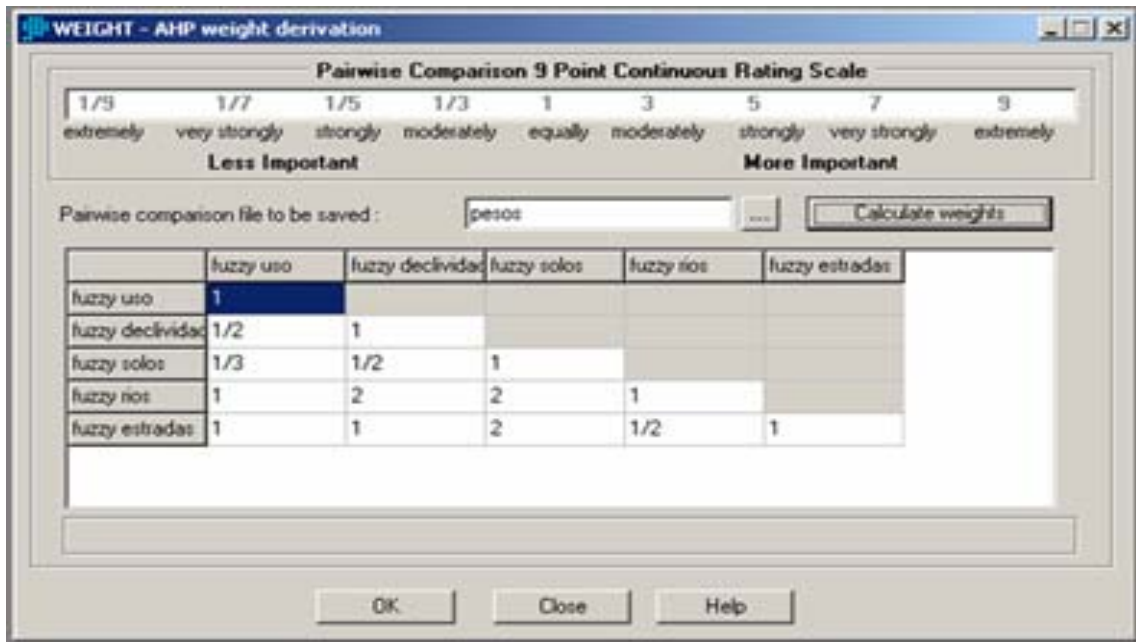 WEIGHT - AHP weight derivation
Pairwise Comparison 9 Point Continuous Rating Scale
1/9 1/7 1/5 1/3 1 3 5 7 9
extremely very strongly strongly moderately equally moderately strongly very strongly extremely
Less Important More Important
Pairwise comparison file to be saved : pesos ... Calculate weights
fuzzy uso fuzzy declividad fuzzy solos fuzzy rios fuzzy estradas
fuzzy uso 1
fuzzy declividad 1/2 1
fuzzy solos 1/3 1/2 1
fuzzy rios 1 2 2 1
fuzzy estradas 1 1 2 1/2 1
OK Close Help